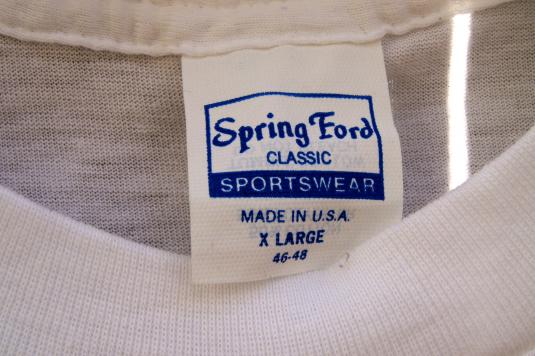 Spring Ford
CLASSIC
SPORTSWEAR
MADE IN U.S.A.
X LARGE
46-48